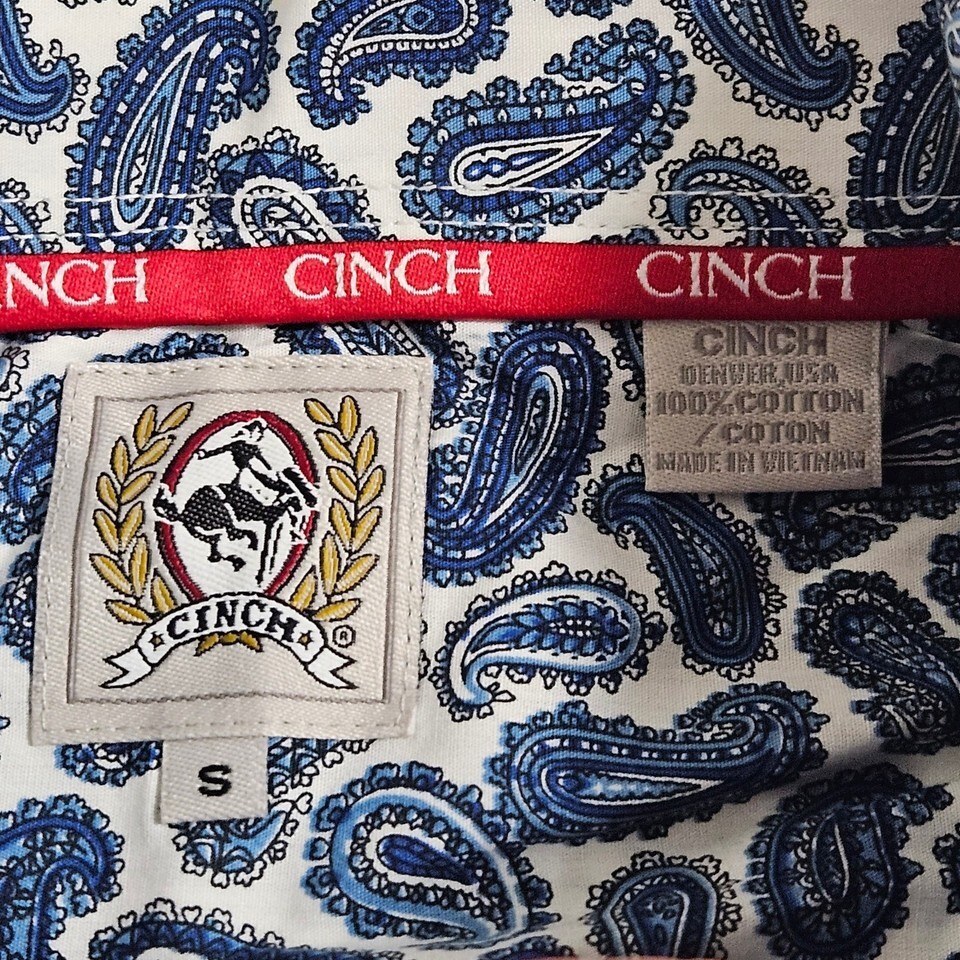 CINCH CINCH CINCH
CINCH
DENVER, USA
100% COTTON
/ COTON
MADE IN VIETNAM
CINCH ®
S